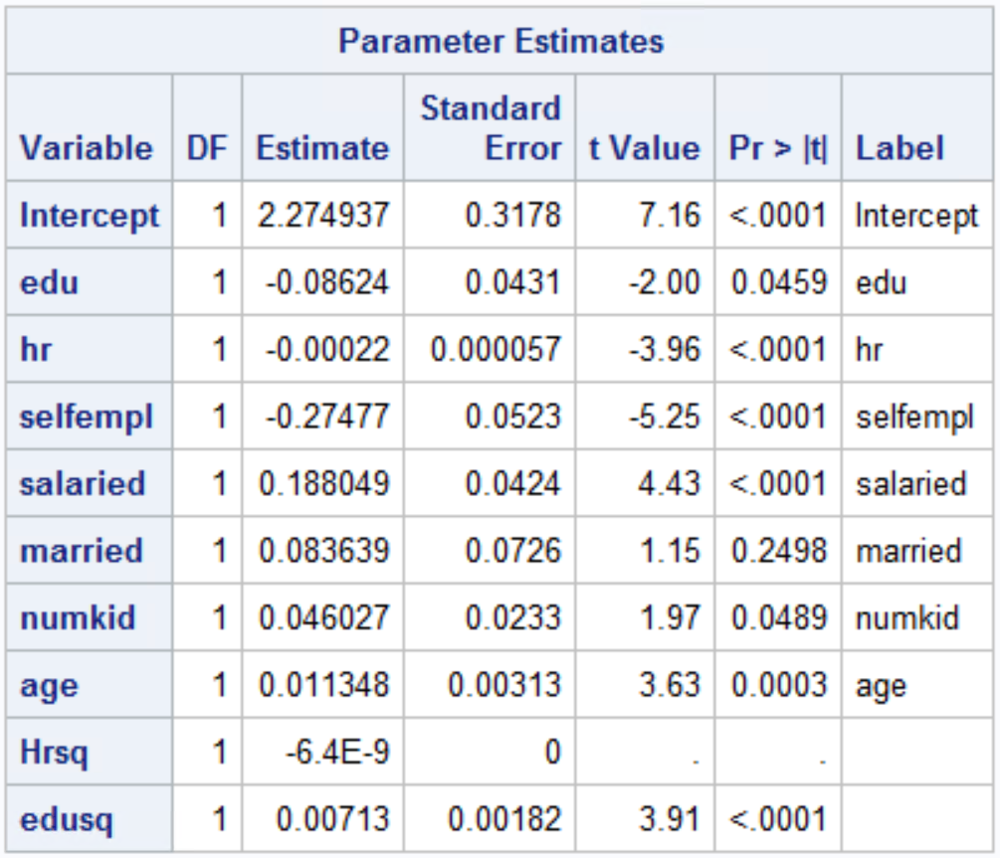 Parameter Estimates
Variable DF Estimate Standard Error t Value Pr > |t| Label
Intercept 1 2.274937 0.3178 7.16 <.0001 Intercept
edu 1 -0.08624 0.0431 -2.00 0.0459 edu
hr 1 -0.00022 0.000057 -3.96 <.0001 hr
selfempl 1 -0.27477 0.0523 -5.25 <.0001 selfempl
salaried 1 0.188049 0.0424 4.43 <.0001 salaried
married 1 0.083639 0.0726 1.15 0.2498 married
numkid 1 0.046027 0.0233 1.97 0.0489 numkid
age 1 0.011348 0.00313 3.63 0.0003 age
Hrsq 1 -6.4E-9 0 . .
edusq 1 0.00713 0.00182 3.91 <.0001